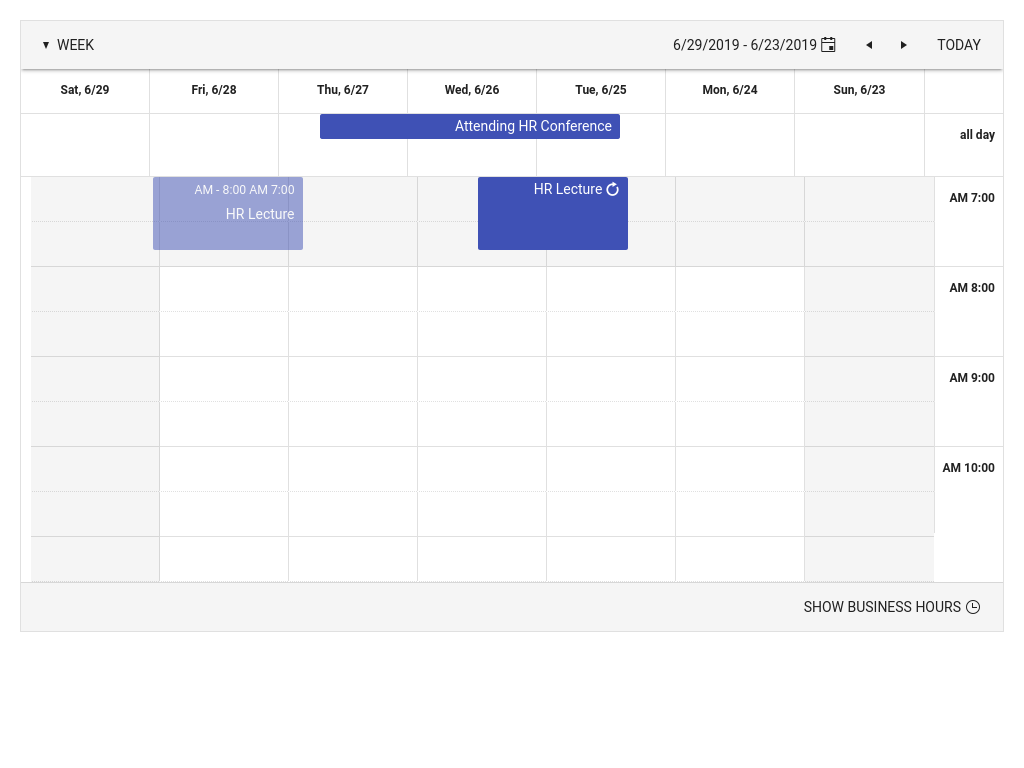 ▼ WEEK
6/29/2019 - 6/23/2019
TODAY
Sat, 6/29
Fri, 6/28
Thu, 6/27
Wed, 6/26
Tue, 6/25
Mon, 6/24
Sun, 6/23
Attending HR Conference
all day
AM - 8:00 AM 7:00
HR Lecture
HR Lecture
AM 7:00
AM 8:00
AM 9:00
AM 10:00
SHOW BUSINESS HOURS